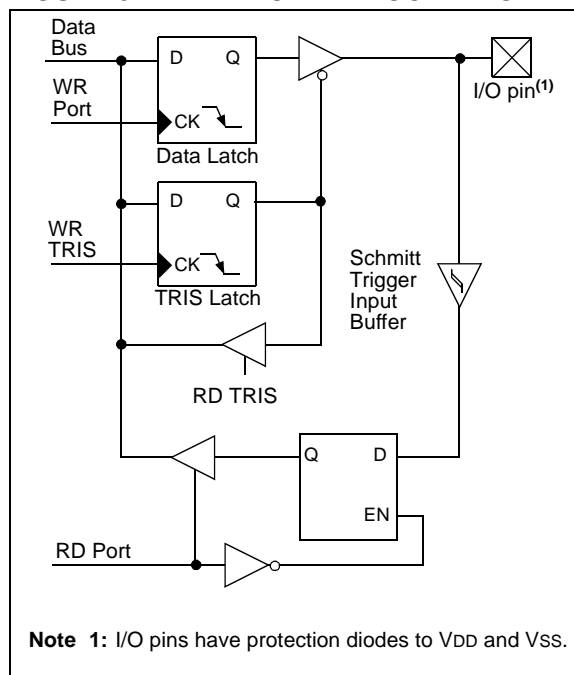 Data
Bus
D Q
WR
Port
CK
I/O pin(1)
Data Latch
D Q
WR
TRIS
CK
TRIS Latch
Schmitt
Trigger
Input
Buffer
RD TRIS
Q D
EN
RD Port
Note 1: I/O pins have protection diodes to VDD and VSS.